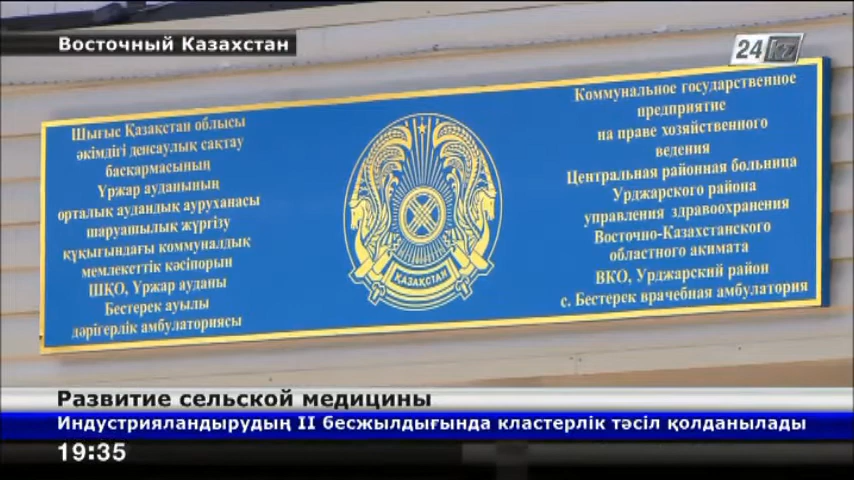 Восточный Казахстан
24kz
Шығыс Қазақстан облысы
әкімдігі денсаулық сақтау
басқармасының
Үржар ауданының
орталық аудандық ауруханасы
шаруашылық жүргізу
құқығындағы коммуналдық
мемлекеттік кәсіпорын
ШҚО, Үржар ауданы
Бестерек ауылы
дәрігерлік амбулаториясы
ҚАЗАҚСТАН
Коммунальное государственное
предприятие
на праве хозяйственного
ведения
Центральная районная больница
Урджарского района
управления здравоохранения
Восточно-Казахстанского
областного акимата
ВКО, Урджарский район
с. Бестерек врачебная амбулатория
Развитие сельской медицины
Индустрияландырудың II бесжылдығында кластерлік тәсіл қолданылады
19:35